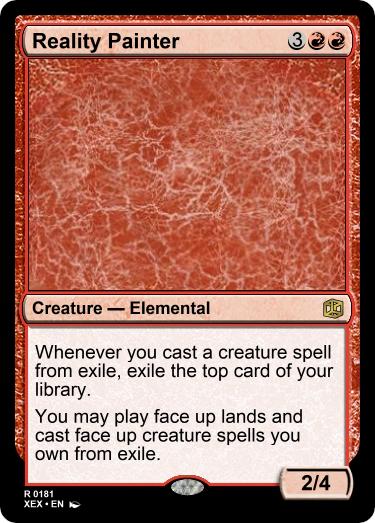 Reality Painter 3
Creature — Elemental
Whenever you cast a creature spell
from exile, exile the top card of your
library.
You may play face up lands and
cast face up creature spells you
own from exile.
2/4
R 0181
XEX • EN